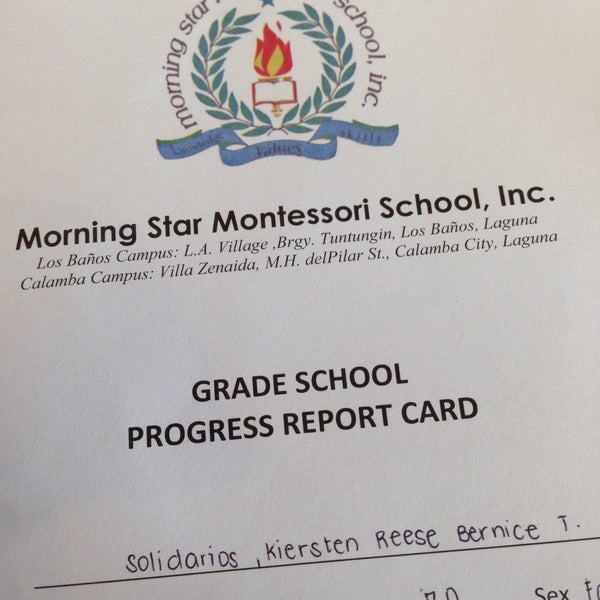 morning star school, inc.
Knowledge Values Skills
Morning Star Montessori School, Inc.
Los Baños Campus: L.A. Village ,Brgy. Tuntungin, Los Baños, Laguna
Calamba Campus: Villa Zenaida, M.H. delPilar St., Calamba City, Laguna
GRADE SCHOOL
PROGRESS REPORT CARD
Solidarios , Kiersten Reese Bernice T.
Sex